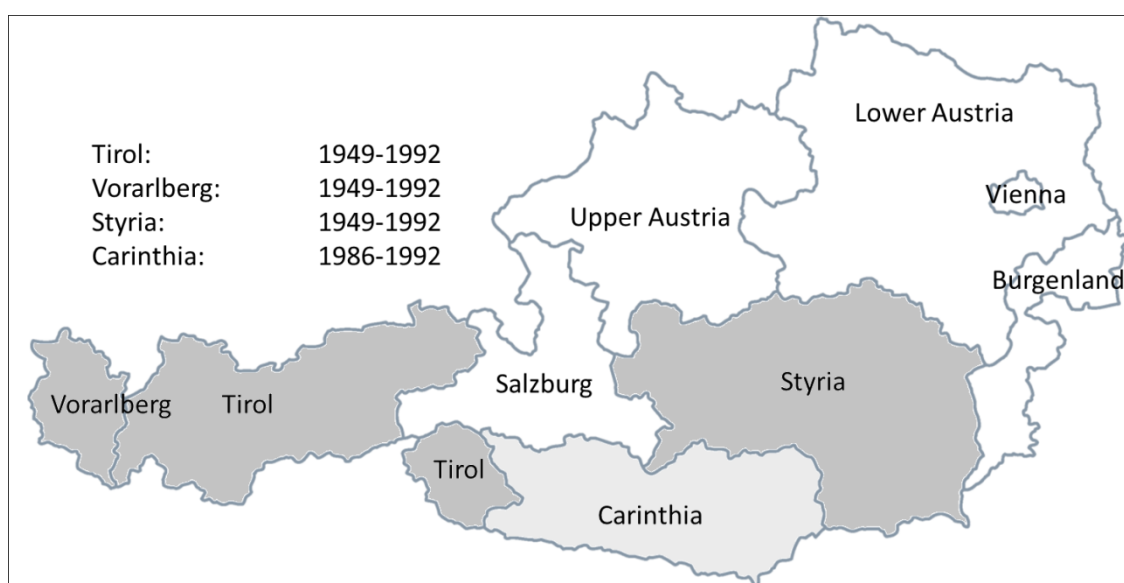 Lower Austria
Tirol: 1949-1992
Vorarlberg: 1949-1992
Vienna
Styria: 1949-1992
Upper Austria
Carinthia: 1986-1992
Burgenland
Salzburg
Styria
Vorarlberg
Tirol
Tirol
Carinthia